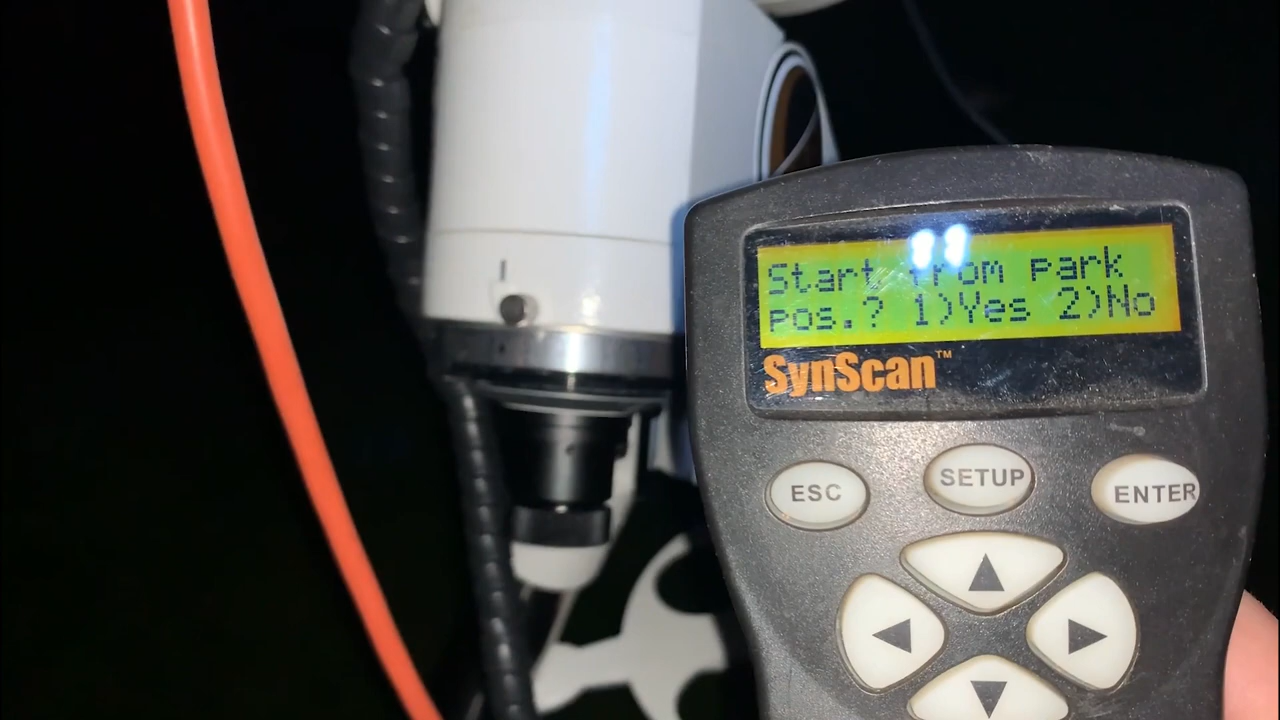 Start from park
pos.? 1)Yes 2)No
SynScan™
ESC
SETUP
ENTER